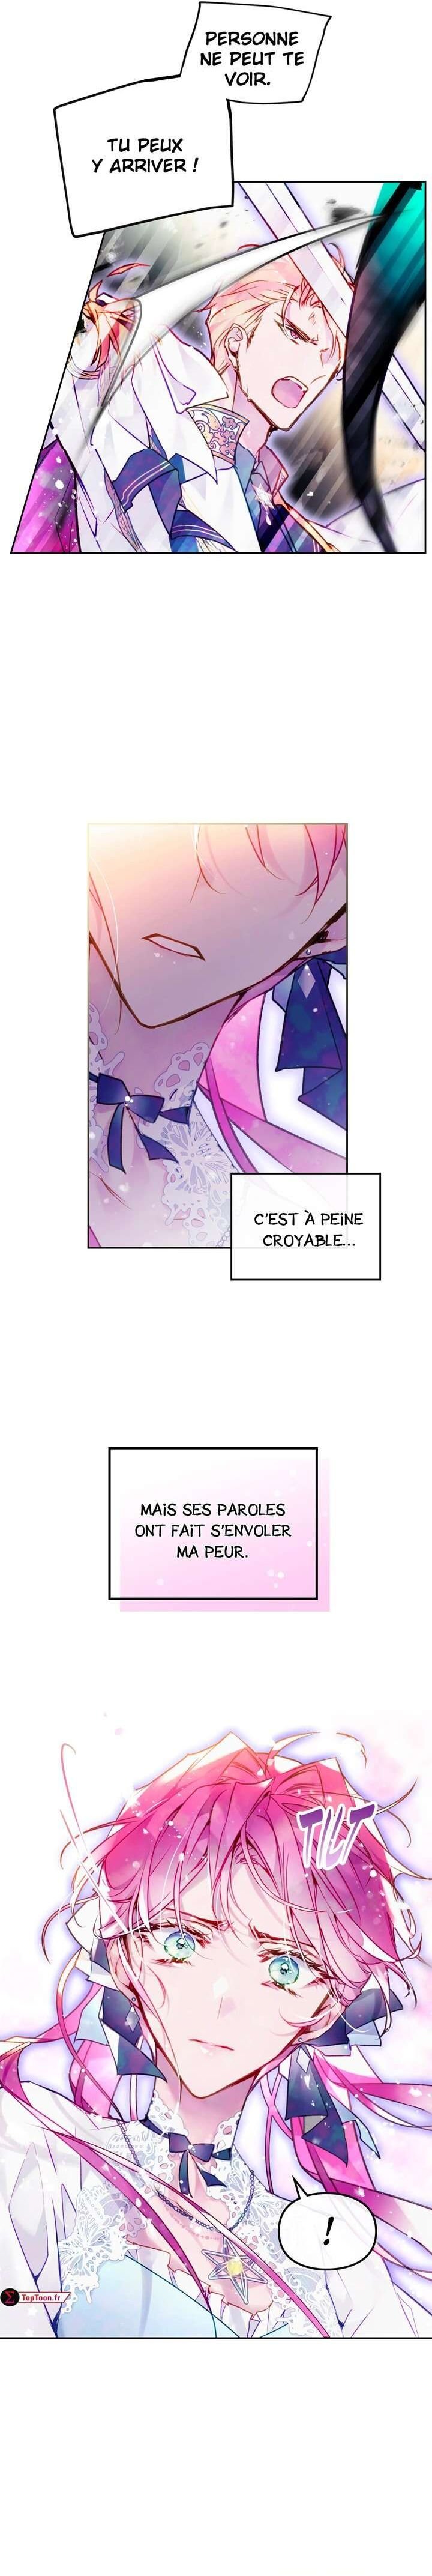 PERSONNE
NE PEUT TE
VOIR.
TU PEUX
Y ARRIVER !
C'EST À PEINE
CROYABLE...
MAIS SES PAROLES
ONT FAIT S'ENVOLER
MA PEUR.
TILT
!
TopToon.fr